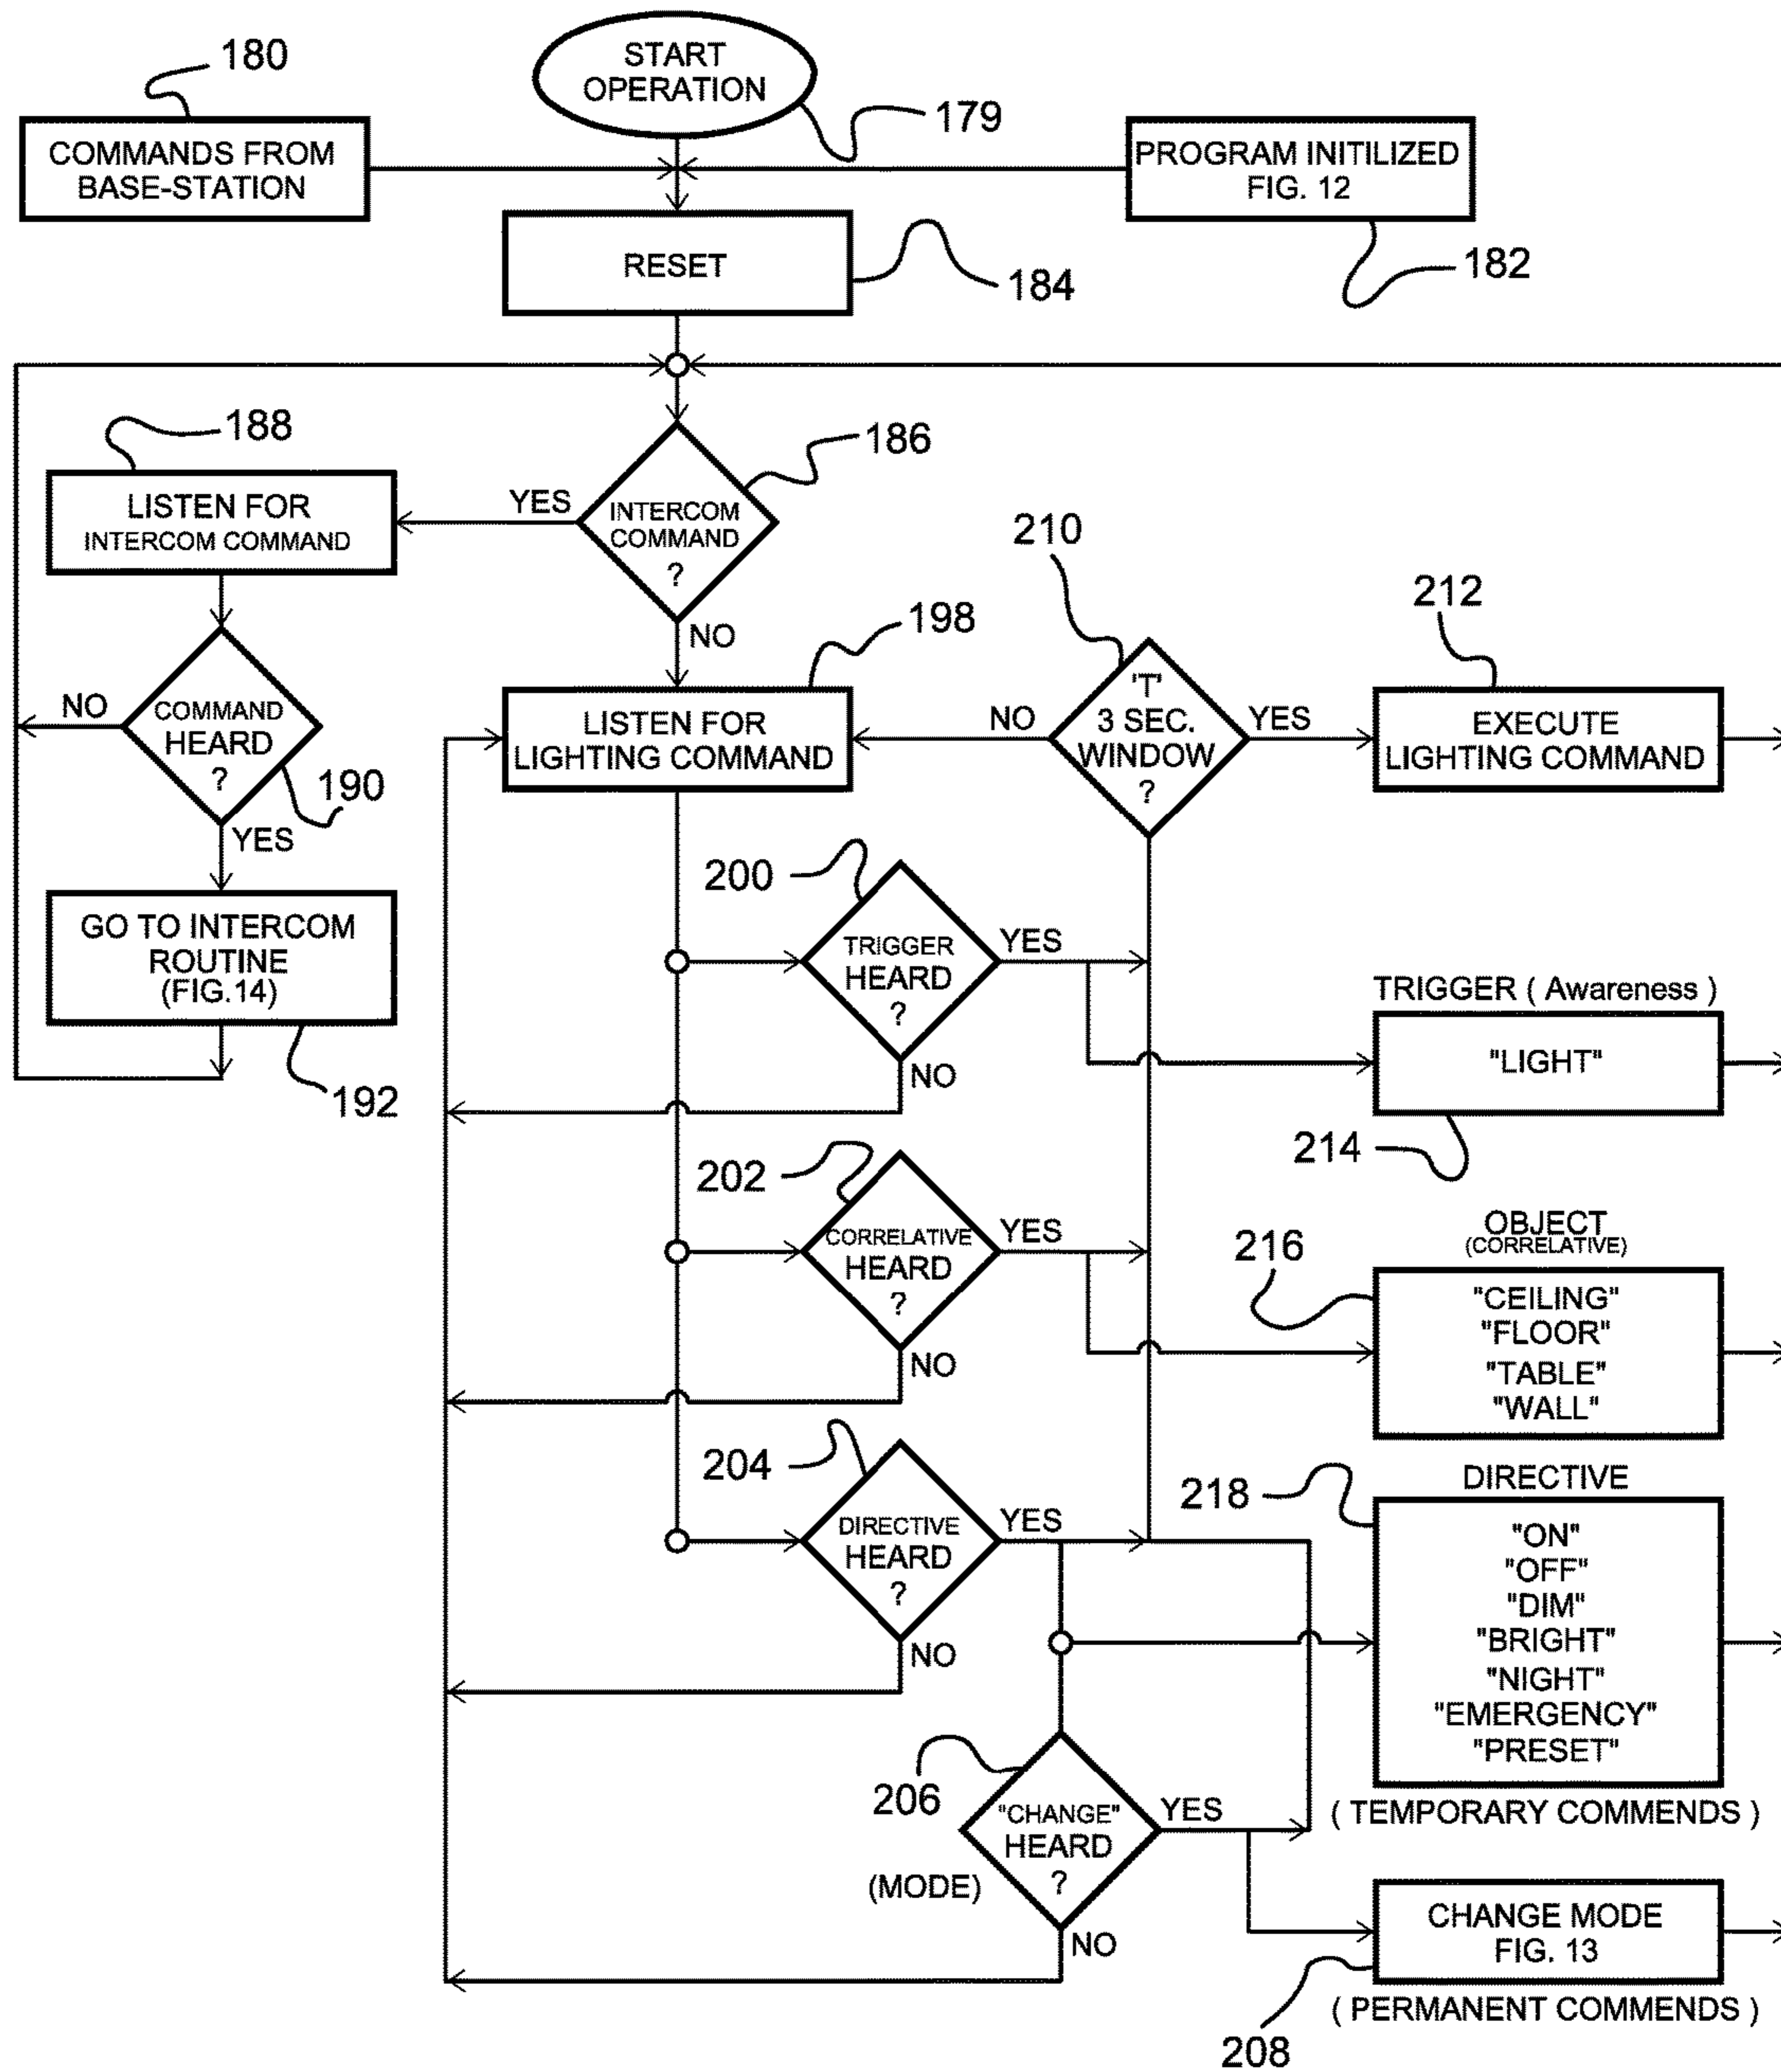 START
OPERATION
179
180
COMMANDS FROM
BASE-STATION
PROGRAM INITILIZED
FIG. 12
182
RESET
184
186
INTERCOM
COMMAND
?
YES
NO
188
LISTEN FOR
INTERCOM COMMAND
COMMAND
HEARD
?
NO
YES
190
GO TO INTERCOM
ROUTINE
(FIG.14)
192
198
LISTEN FOR
LIGHTING COMMAND
210
'T'
3 SEC.
WINDOW
?
NO
YES
212
EXECUTE
LIGHTING COMMAND
200
TRIGGER
HEARD
?
YES
NO
TRIGGER ( Awareness )
"LIGHT"
214
202
CORRELATIVE
HEARD
?
YES
NO
OBJECT
(CORRELATIVE)
216
"CEILING"
"FLOOR"
"TABLE"
"WALL"
204
DIRECTIVE
HEARD
?
YES
NO
DIRECTIVE
218
"ON"
"OFF"
"DIM"
"BRIGHT"
"NIGHT"
"EMERGENCY"
"PRESET"
( TEMPORARY COMMENDS )
206
"CHANGE"
HEARD
?
(MODE)
YES
NO
CHANGE MODE
FIG. 13
( PERMANENT COMMENDS )
208